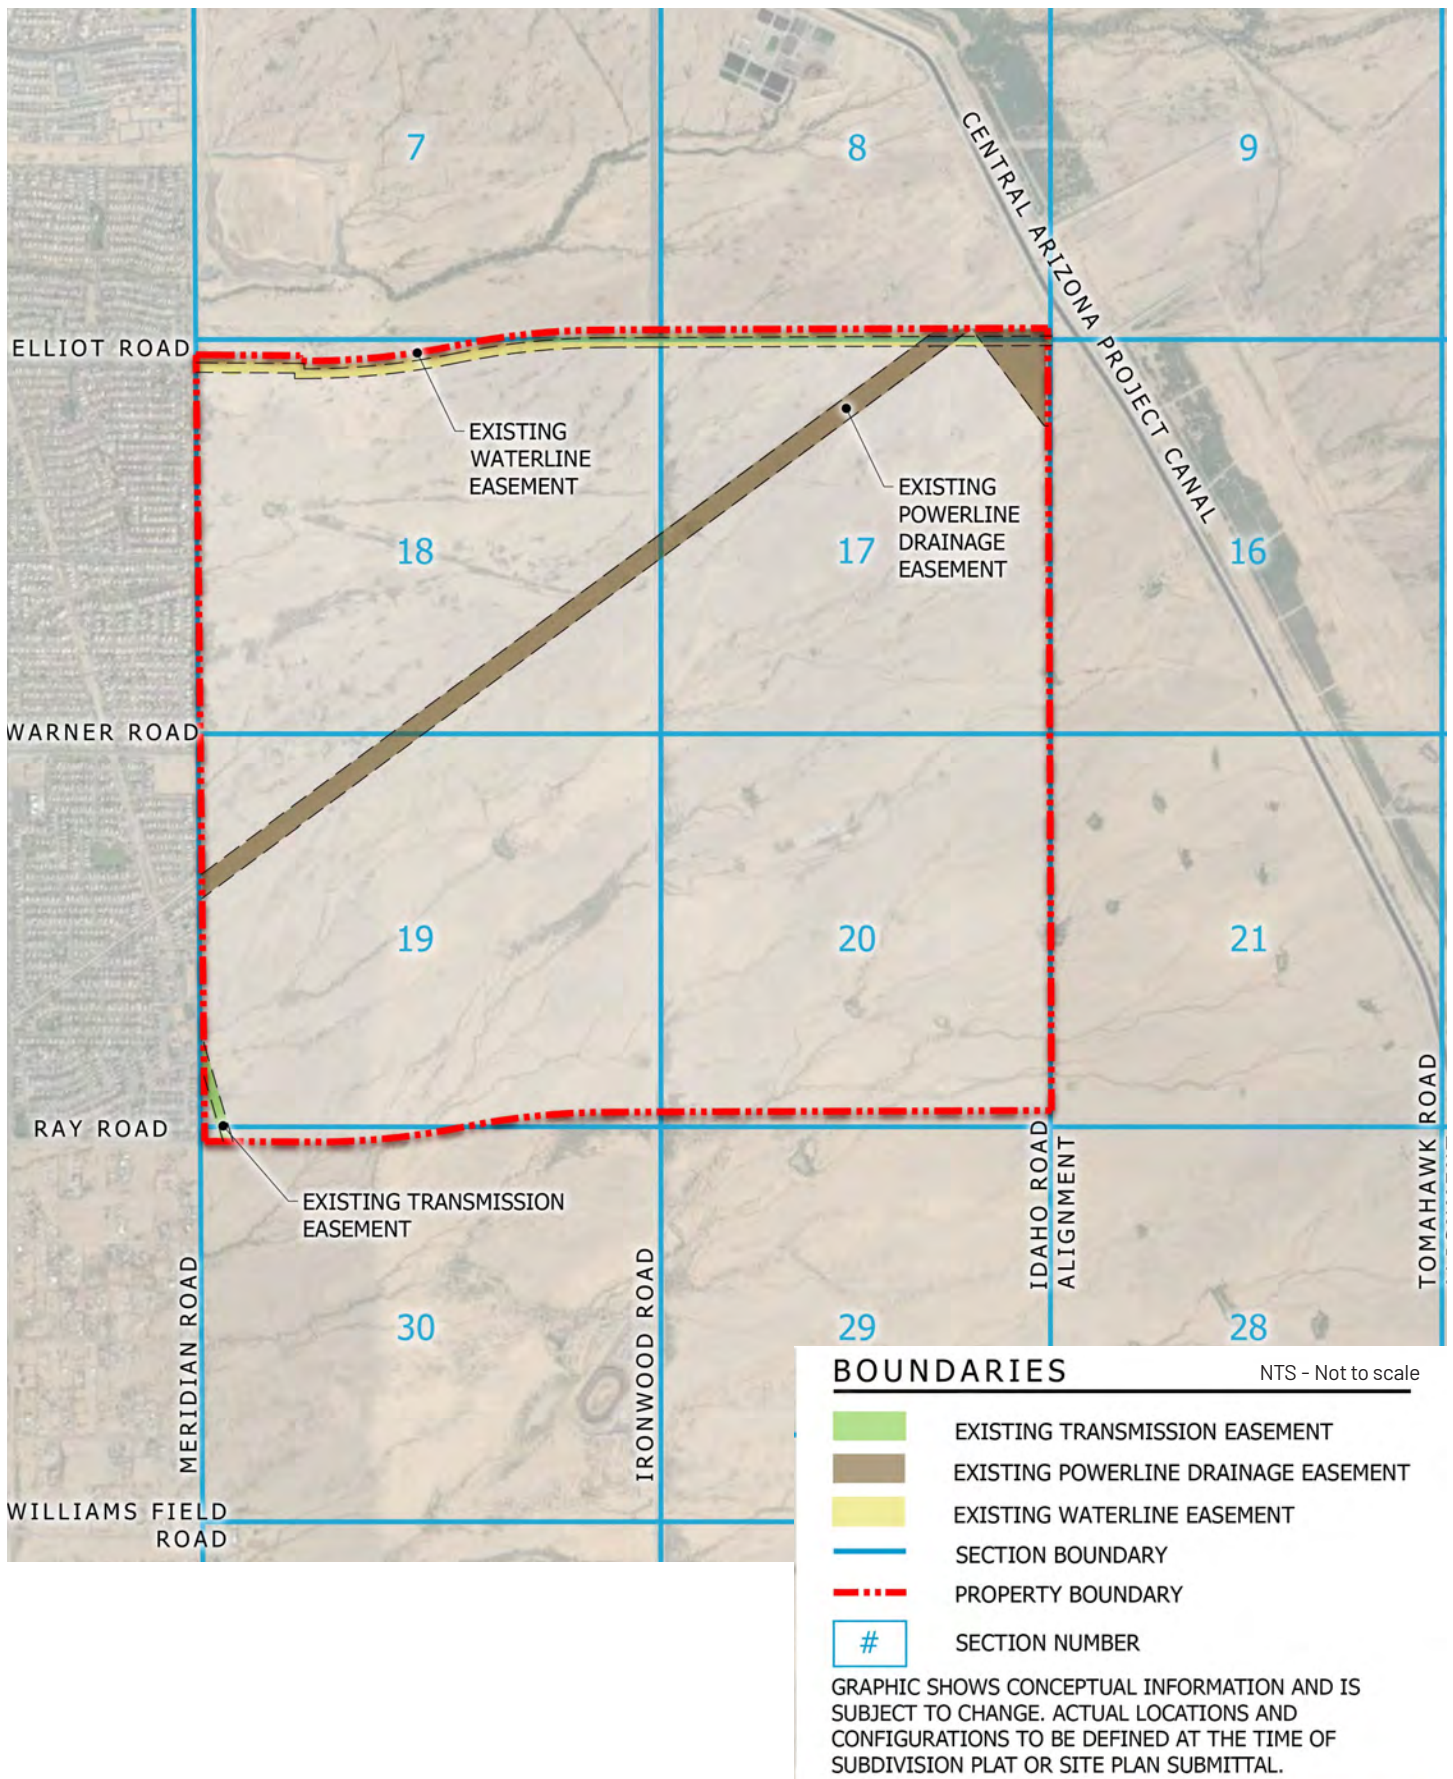 7
8
9
CENTRAL ARIZONA PROJECT CANAL
ELLIOT ROAD
EXISTING
WATERLINE
EASEMENT
EXISTING
POWERLINE
DRAINAGE
EASEMENT
18
17
16
WARNER ROAD
19
20
21
RAY ROAD
EXISTING TRANSMISSION
EASEMENT
MERIDIAN ROAD
IRONWOOD ROAD
IDAHO ROAD
ALIGNMENT
TOMAHAWK ROAD
30
29
28
WILLIAMS FIELD
ROAD
BOUNDARIES
NTS - Not to scale
EXISTING TRANSMISSION EASEMENT
EXISTING POWERLINE DRAINAGE EASEMENT
EXISTING WATERLINE EASEMENT
SECTION BOUNDARY
PROPERTY BOUNDARY
# SECTION NUMBER
GRAPHIC SHOWS CONCEPTUAL INFORMATION AND IS
SUBJECT TO CHANGE. ACTUAL LOCATIONS AND
CONFIGURATIONS TO BE DEFINED AT THE TIME OF
SUBDIVISION PLAT OR SITE PLAN SUBMITTAL.